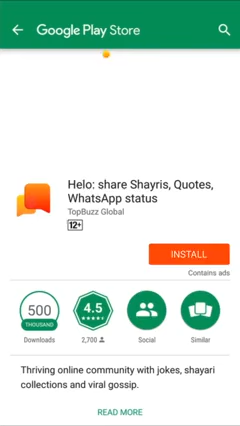 Google Play Store
Helo: share Shayris, Quotes,
WhatsApp status
TopBuzz Global
12+
INSTALL
Contains ads
500
THOUSAND
4.5
Downloads
2,700
Social
Similar
Thriving online community with jokes, shayari
collections and viral gossip.
READ MORE